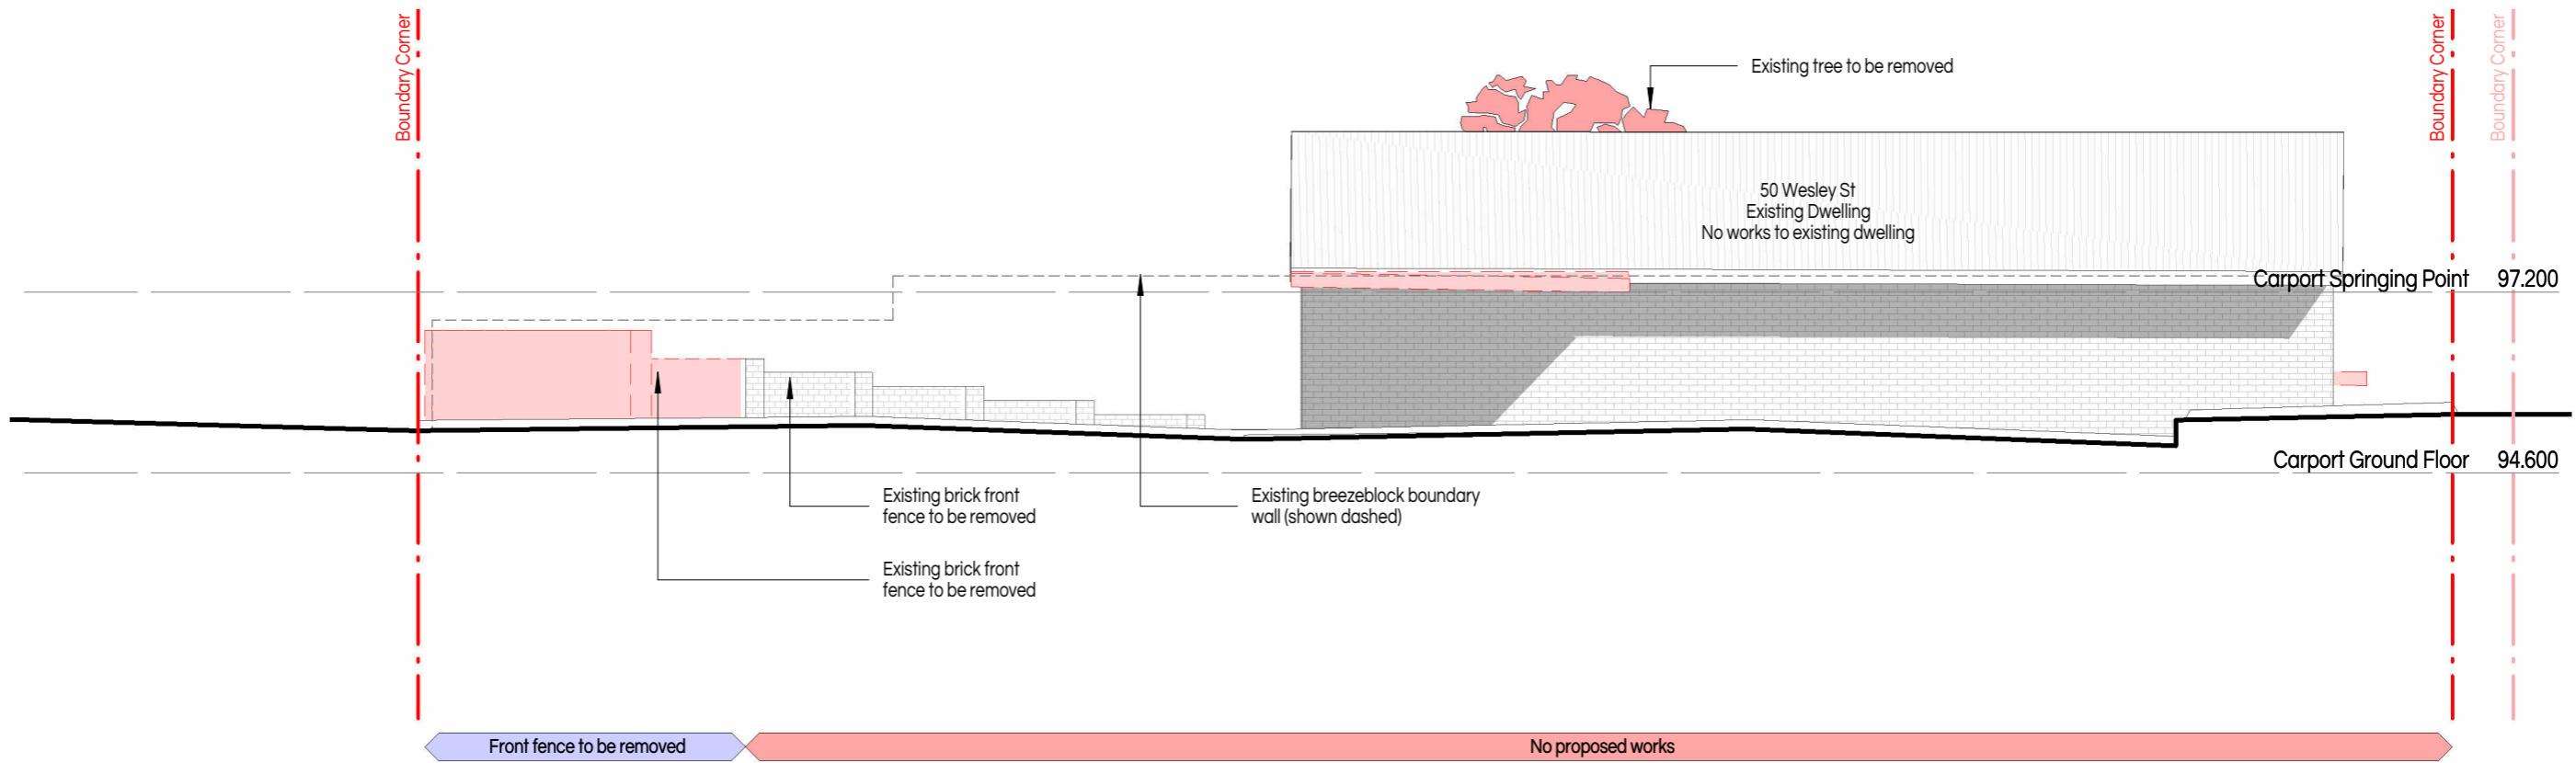 Boundary Corner
Existing tree to be removed
Boundary Corner
Boundary Corner
50 Wesley St
Existing Dwelling
No works to existing dwelling
Carport Springing Point 97.200
Carport Ground Floor 94.600
Existing brick front
fence to be removed
Existing breezeblock boundary
wall (shown dashed)
Existing brick front
fence to be removed
Front fence to be removed
No proposed works